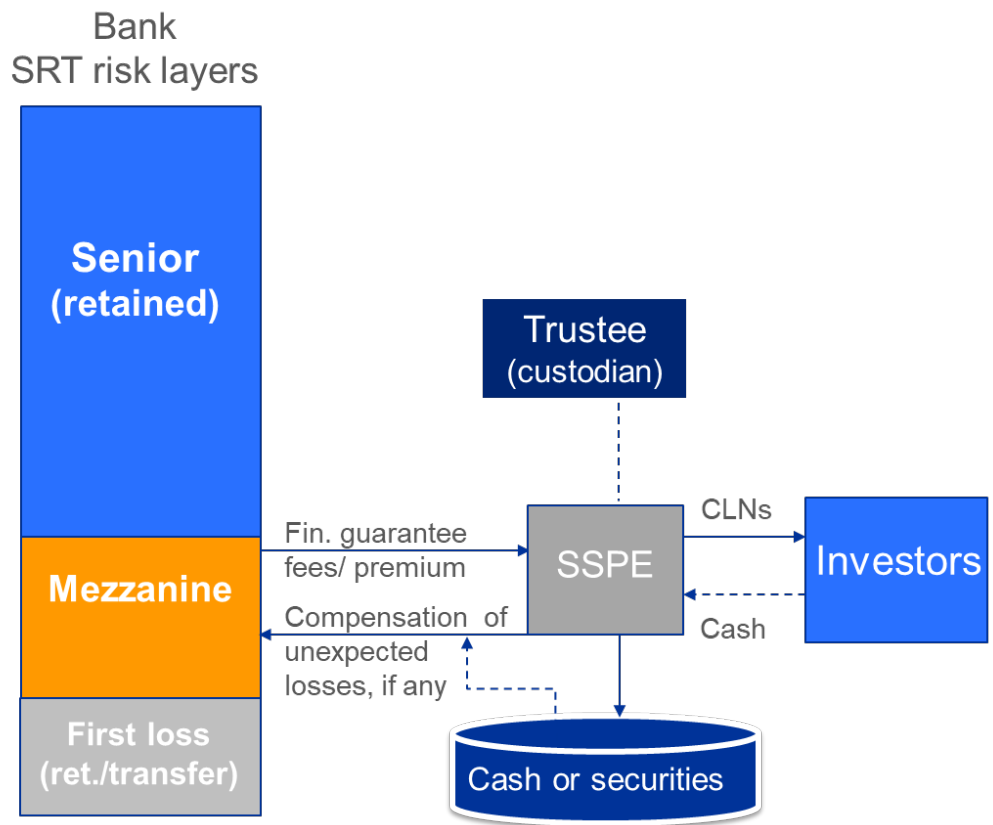 Bank
SRT risk layers
Senior
(retained)
Trustee
(custodian)
Fin. guarantee
fees/ premium
CLNs
SSPE
Investors
Mezzanine
Compensation of
unexpected
losses, if any
Cash
First loss
(ret./transfer)
Cash or securities